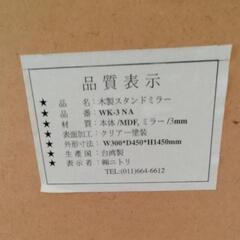 品質表示
★ 品名：木製スタンドミラー
★ 品番：WK-3 NA
★ 材質：本体/MDF, ミラー/3mm
★ 表面加工：クリアー塗装
★ 外形寸法：W300*D450*H1450mm
★ 生産国：台湾製
★ 表示者：㈱ニトリ
TEL:(011)664-6612